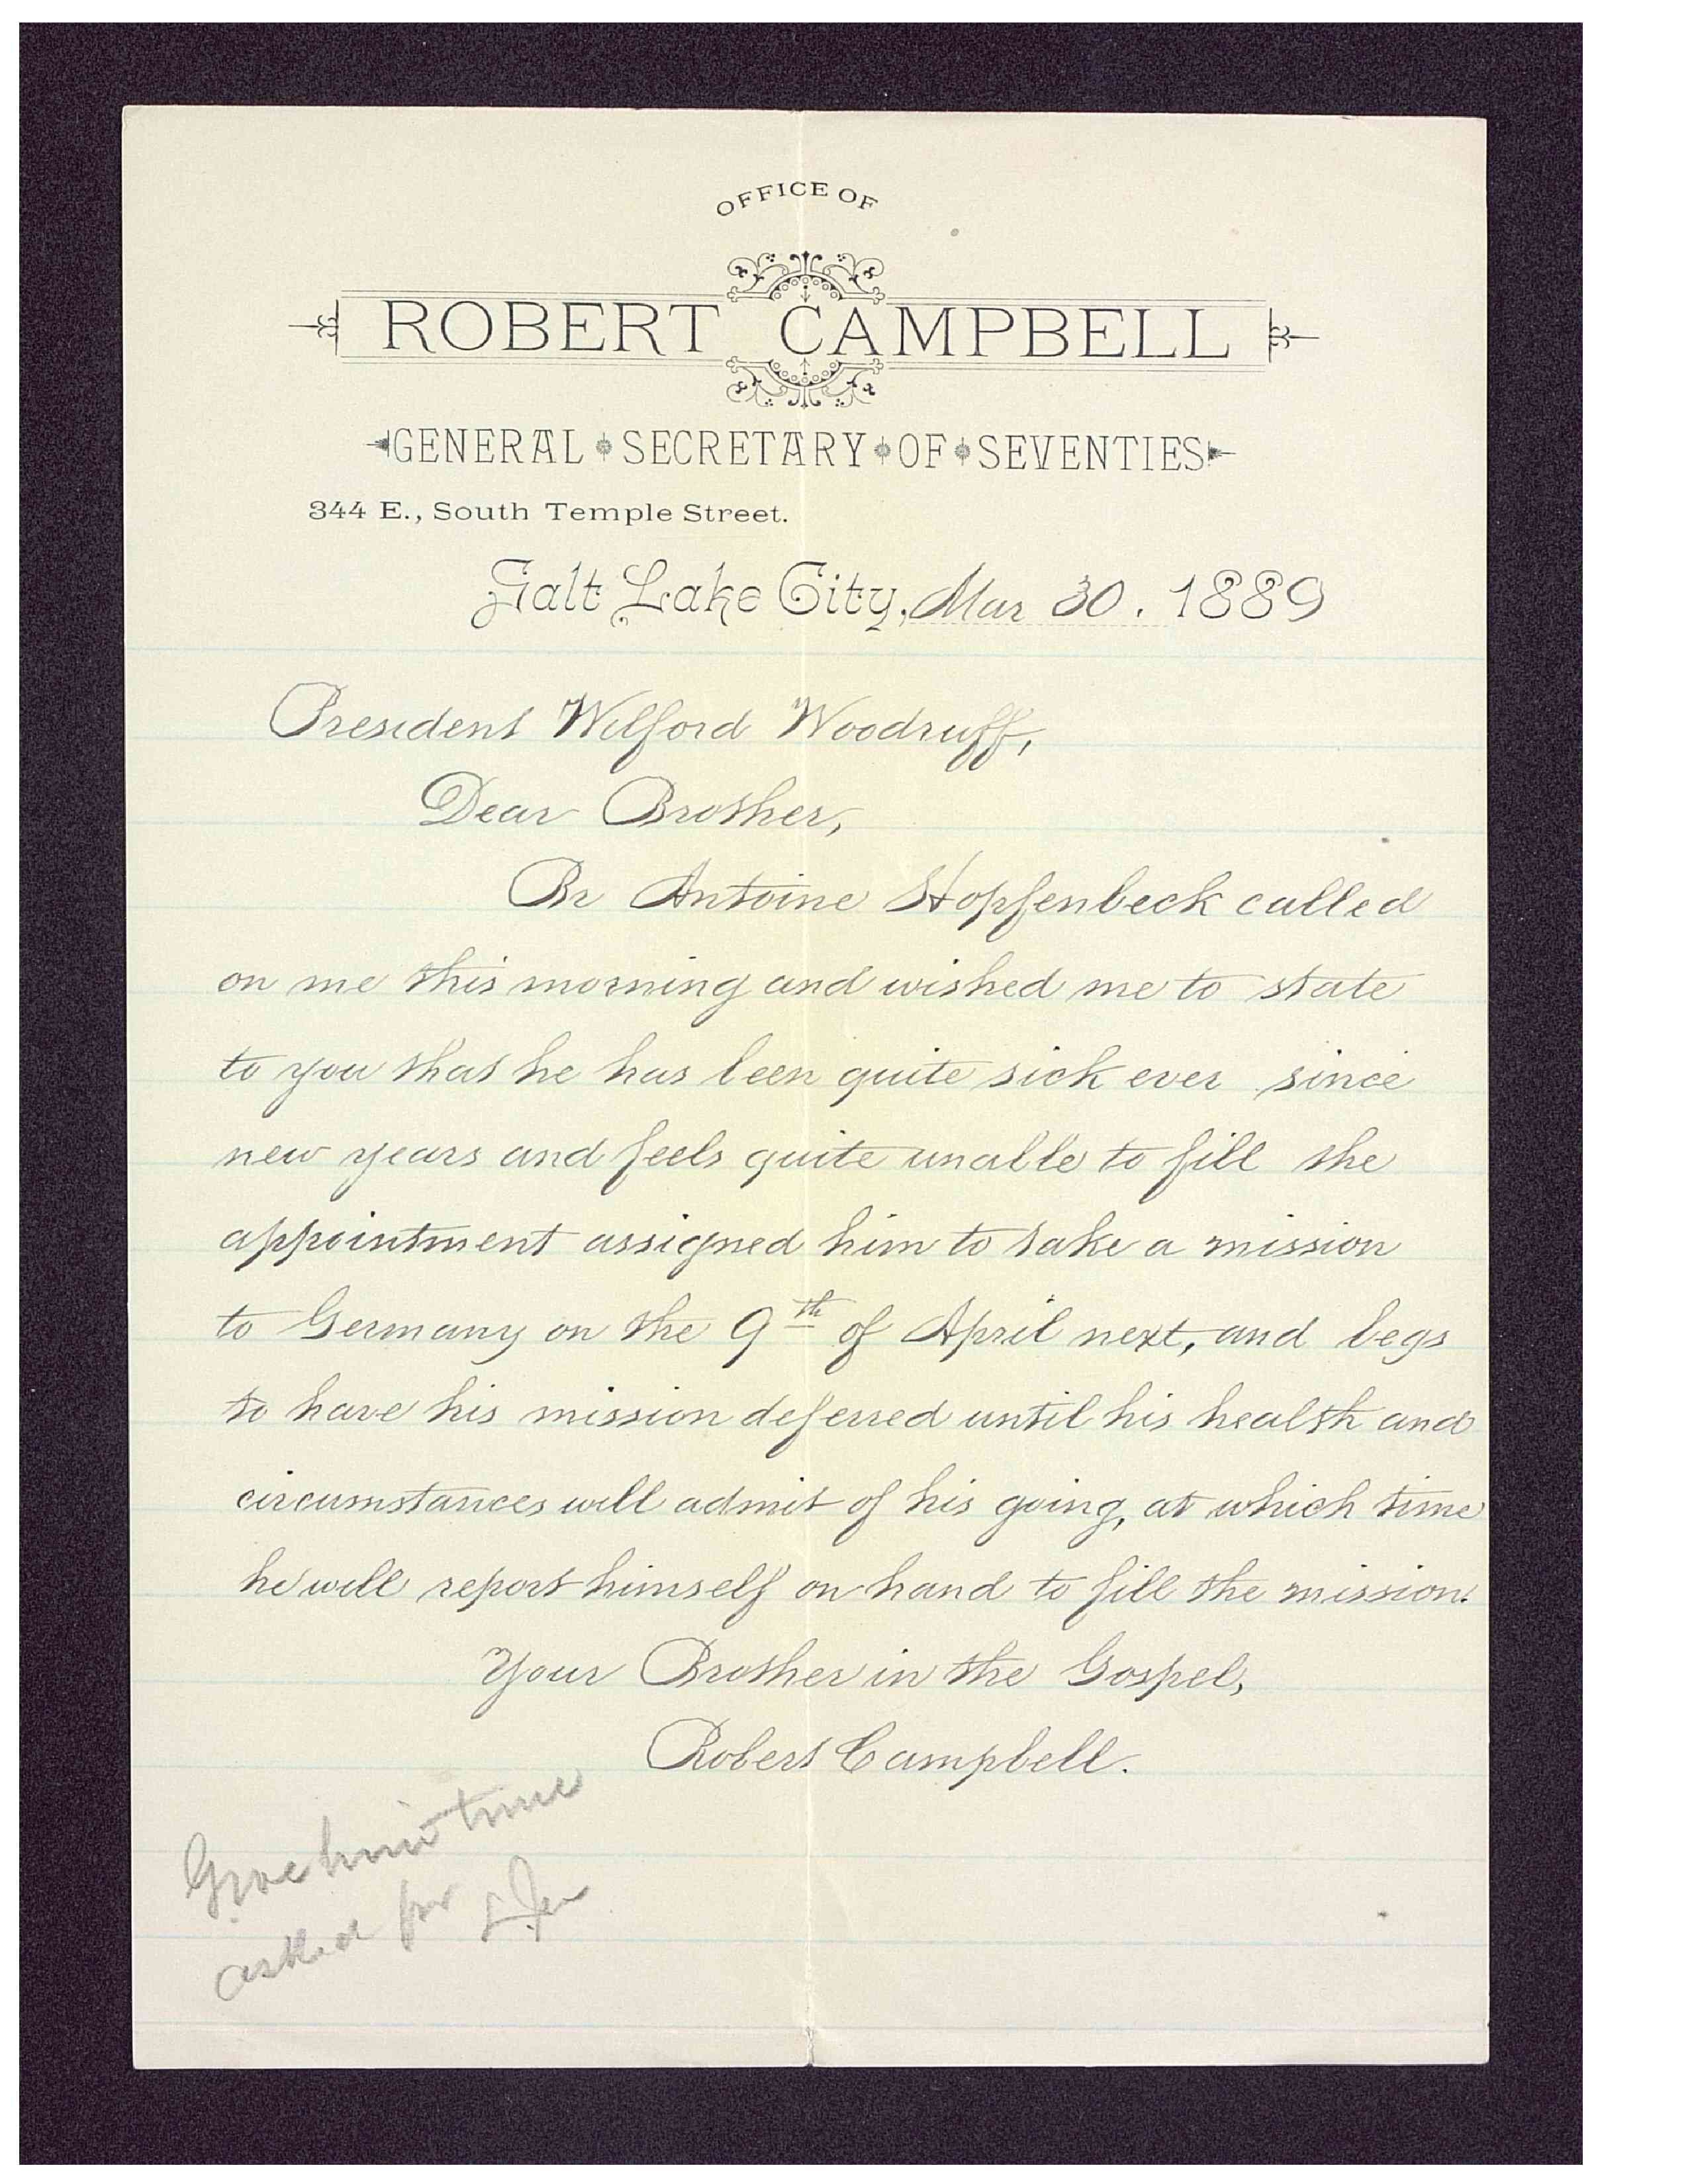 OFFICE OF
ROBERT CAMPBELL
GENERAL SECRETARY OF SEVENTIES
344 E., South Temple Street.
Salt Lake City, Mar 30. 1889
President Wilford Woodruff,
Dear Brother,
Br Antoine Hopfenbeck called
on me this morning and wished me to state
to you that he has been quite sick ever since
new years and feels quite unable to fill the
appointment assigned him to take a mission
to Germany on the 9th of April next, and begs
to have his mission deferred until his health and
circumstances will admit of his going, at which time
he will report himself on hand to fill the mission.
Your Brother in the Gospel,
Robert Campbell.
Give him time
asked for